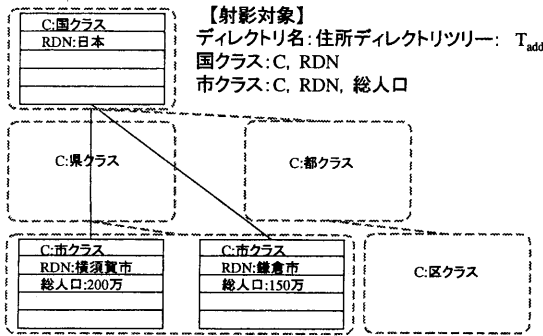 C:国クラス
RDN:日本
【射影対象】
ディレクトリ名:住所ディレクトリツリー: Tadd
国クラス:C, RDN
市クラス:C, RDN, 総人口
C:県クラス
C:都クラス
C:市クラス
RDN:横須賀市
総人口:200万
C:市クラス
RDN:鎌倉市
総人口:150万
C:区クラス